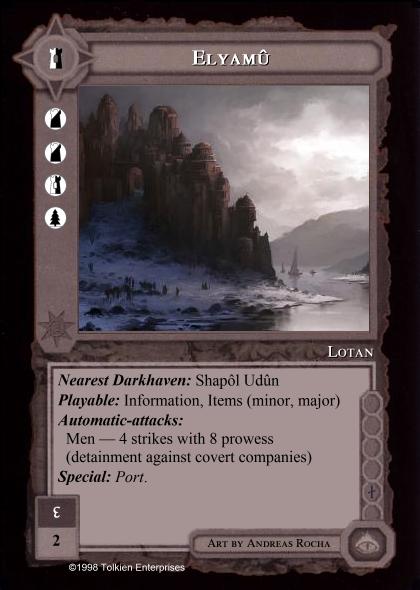 ELYAMÛ
LOTAN
Nearest Darkhaven: Shapôl Udûn
Playable: Information, Items (minor, major)
Automatic-attacks:
Men — 4 strikes with 8 prowess
(detainment against covert companies)
Special: Port.
ε
2
ART BY ANDREAS ROCHA
©1998 Tolkien Enterprises